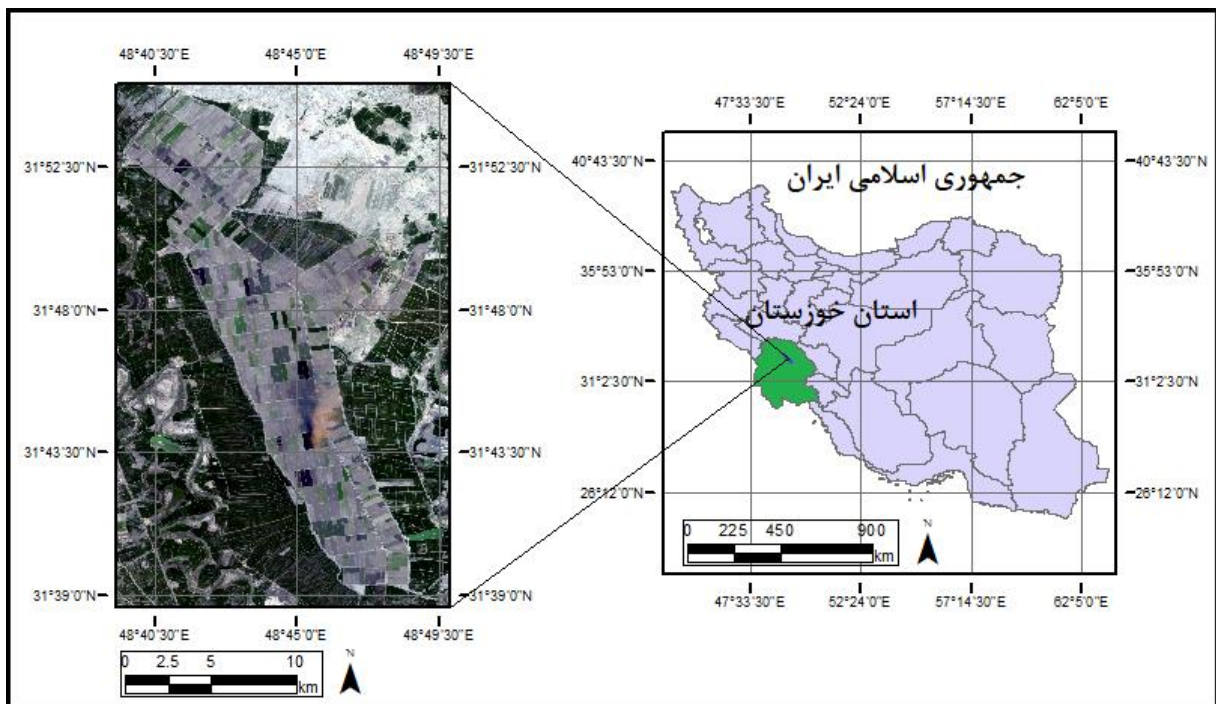 48°40'30"E 48°45'0"E 48°49'30"E
31°52'30"N 31°52'30"N
31°48'0"N 31°48'0"N
31°43'30"N 31°43'30"N
31°39'0"N 31°39'0"N
48°40'30"E 48°45'0"E 48°49'30"E
0 2.5 5 10
km
N
47°33'30"E 52°24'0"E 57°14'30"E 62°5'0"E
40°43'30"N 40°43'30"N
جمهوری اسلامی ایران
35°53'0"N 35°53'0"N
استان خوزستان
31°2'30"N 31°2'30"N
26°12'0"N 26°12'0"N
0 225 450 900
km
N
47°33'30"E 52°24'0"E 57°14'30"E 62°5'0"E